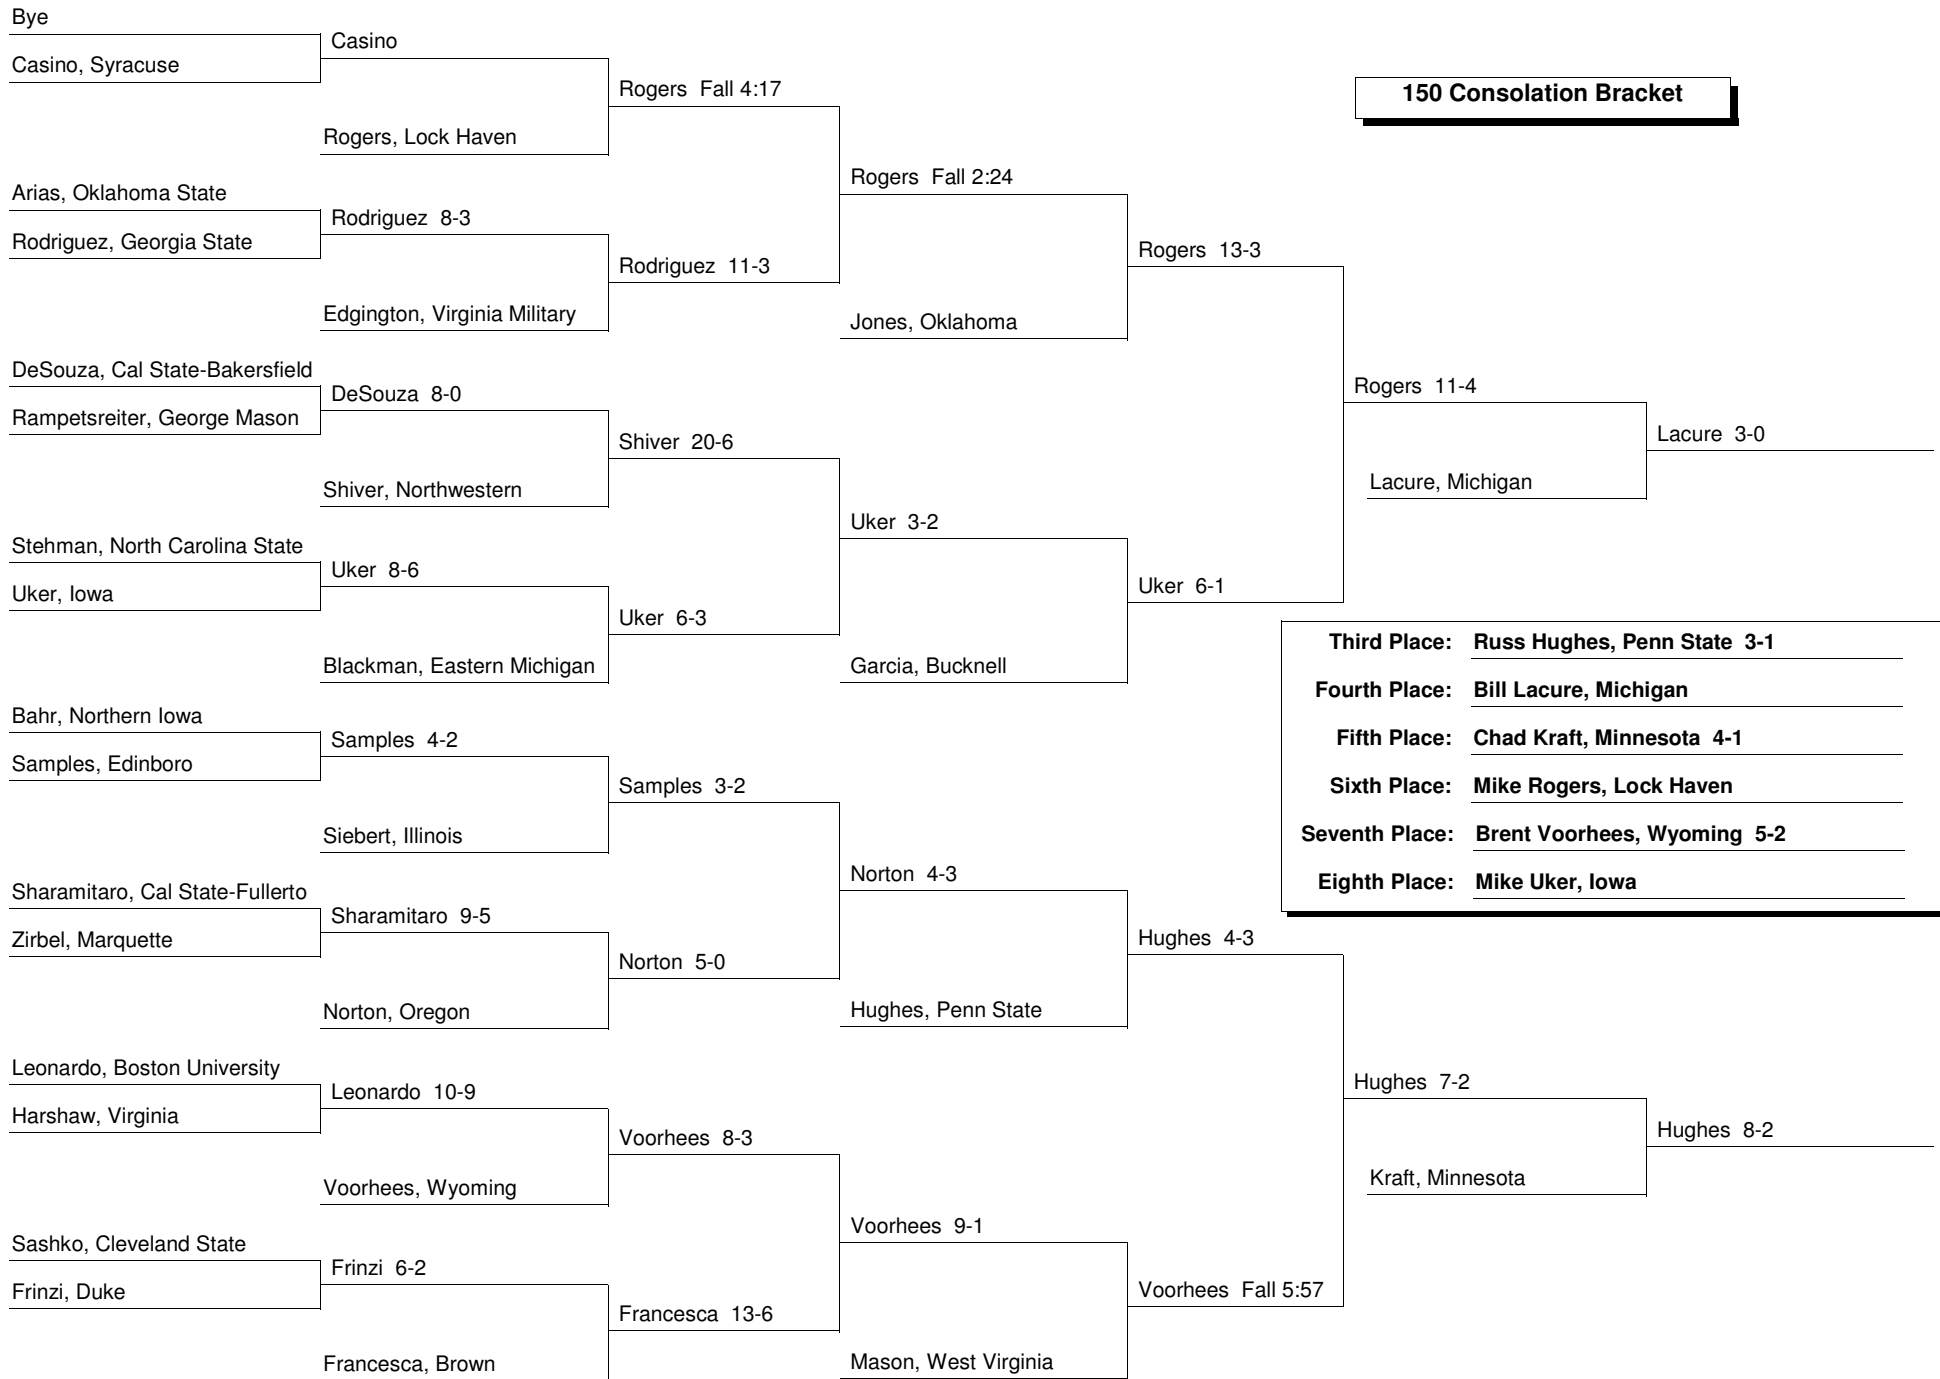 Bye
Casino, Syracuse
Casino
Rogers, Lock Haven
Rogers Fall 4:17
Arias, Oklahoma State
Rodriguez, Georgia State
Rodriguez 8-3
Edgington, Virginia Military
Rodriguez 11-3
Rogers Fall 2:24
Jones, Oklahoma
Rogers 13-3
DeSouza, Cal State-Bakersfield
Rampetsreiter, George Mason
DeSouza 8-0
Shiver, Northwestern
Shiver 20-6
Stehman, North Carolina State
Uker, Iowa
Uker 8-6
Blackman, Eastern Michigan
Uker 6-3
Uker 3-2
Garcia, Bucknell
Uker 6-1
Rogers 11-4
Lacure, Michigan
Lacure 3-0
Bahr, Northern Iowa
Samples, Edinboro
Samples 4-2
Siebert, Illinois
Samples 3-2
Sharamitaro, Cal State-Fullerto
Zirbel, Marquette
Sharamitaro 9-5
Norton, Oregon
Norton 5-0
Norton 4-3
Hughes, Penn State
Hughes 4-3
Leonardo, Boston University
Harshaw, Virginia
Leonardo 10-9
Voorhees, Wyoming
Voorhees 8-3
Sashko, Cleveland State
Frinzi, Duke
Frinzi 6-2
Francesca, Brown
Francesca 13-6
Voorhees 9-1
Mason, West Virginia
Voorhees Fall 5:57
Hughes 7-2
Kraft, Minnesota
Hughes 8-2
150 Consolation Bracket
Third Place: Russ Hughes, Penn State 3-1
Fourth Place: Bill Lacure, Michigan
Fifth Place: Chad Kraft, Minnesota 4-1
Sixth Place: Mike Rogers, Lock Haven
Seventh Place: Brent Voorhees, Wyoming 5-2
Eighth Place: Mike Uker, Iowa